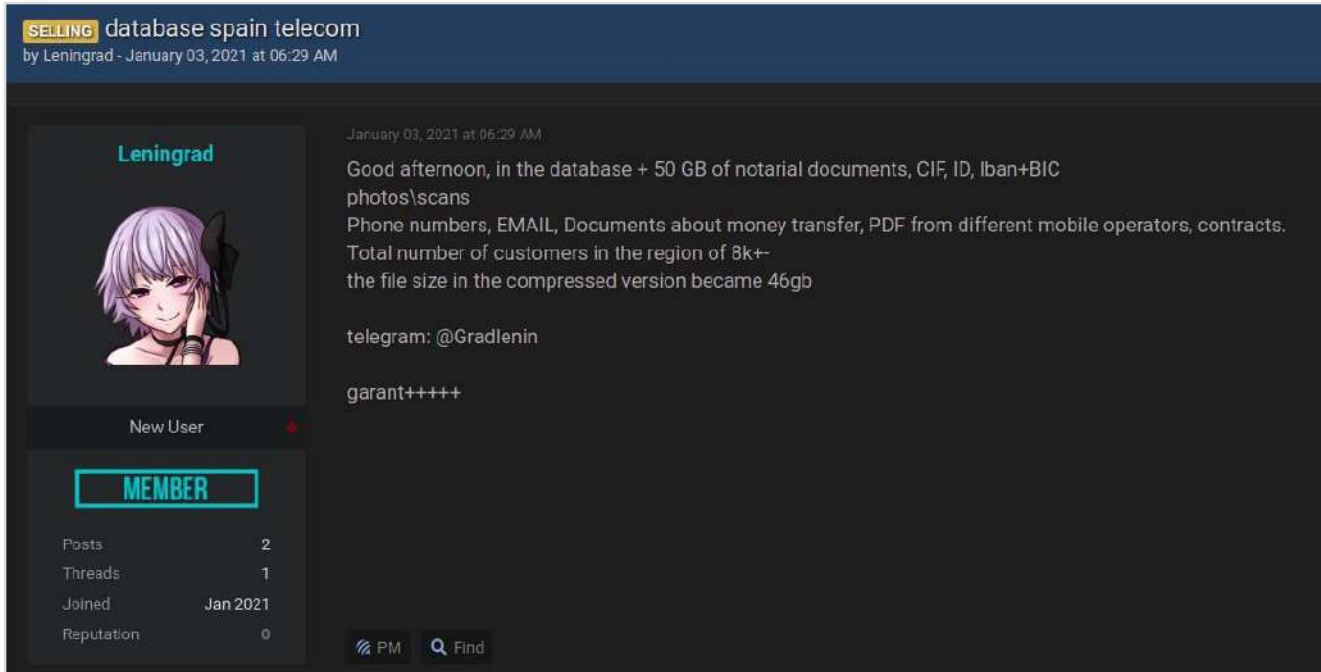 SELLING database spain telecom
by Leningrad - January 03, 2021 at 06:29 AM
Leningrad
New User
MEMBER
Posts 2
Threads 1
Joined Jan 2021
Reputation 0
January 03, 2021 at 06:29 AM
Good afternoon, in the database + 50 GB of notarial documents, CIF, ID, Iban+BIC
photos\scans
Phone numbers, EMAIL, Documents about money transfer, PDF from different mobile operators, contracts.
Total number of customers in the region of 8k+-
the file size in the compressed version became 46gb
telegram: @Gradlenin
garant+++++
PM Find